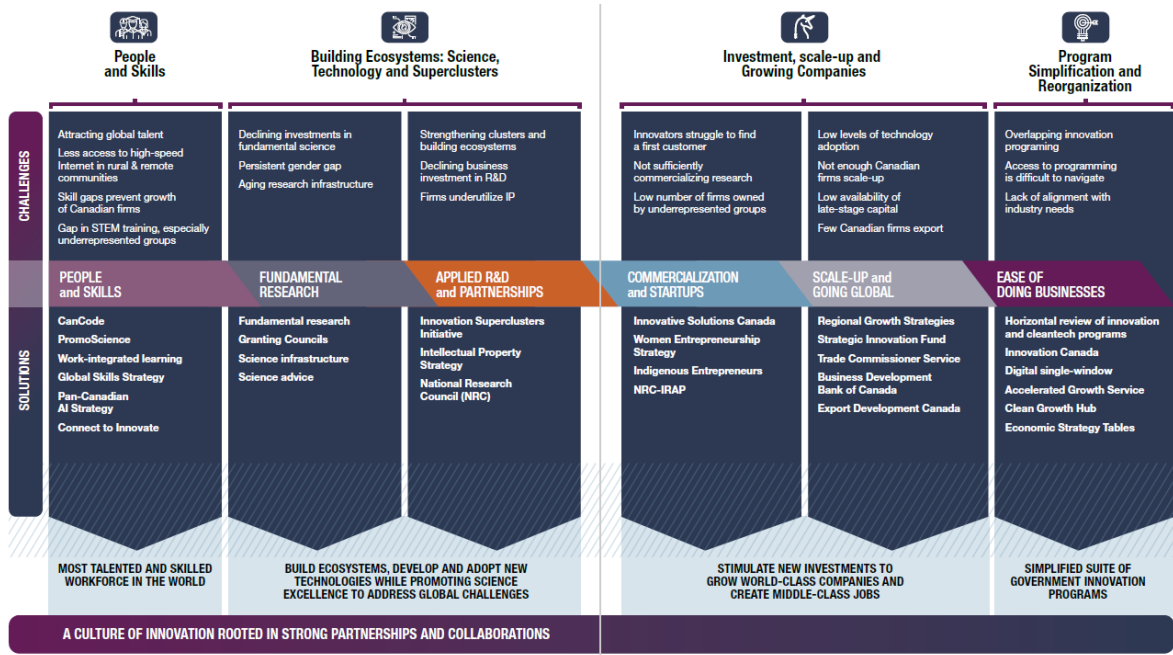 People
and Skills
Building Ecosystems: Science,
Technology and Superclusters
Investment, scale-up and
Growing Companies
Program
Simplification and
Reorganization
CHALLENGES
Attracting global talent
Less access to high-speed
Internet in rural & remote
communities
Skill gaps prevent growth
of Canadian firms
Gap in STEM training, especially
underrepresented groups
Declining investments in
fundamental science
Persistent gender gap
Aging research infrastructure
Strengthening clusters and
building ecosystems
Declining business
investment in R&D
Firms underutilize IP
Innovators struggle to find
a first customer
Not sufficiently
commercializing research
Low number of firms owned
by underrepresented groups
Low levels of technology
adoption
Not enough Canadian
firms scale-up
Low availability of
late-stage capital
Few Canadian firms export
Overlapping innovation
programing
Access to programming
is difficult to navigate
Lack of alignment with
industry needs
PEOPLE
and SKILLS
FUNDAMENTAL
RESEARCH
APPLIED R&D
and PARTNERSHIPS
COMMERCIALIZATION
and STARTUPS
SCALE-UP and
GOING GLOBAL
EASE OF
DOING BUSINESSES
SOLUTIONS
CanCode
PromoScience
Work-integrated learning
Global Skills Strategy
Pan-Canadian
AI Strategy
Connect to Innovate
Fundamental research
Granting Councils
Science infrastructure
Science advice
Innovation Superclusters
Initiative
Intellectual Property
Strategy
National Research
Council (NRC)
Innovative Solutions Canada
Women Entrepreneurship
Strategy
Indigenous Entrepreneurs
NRC-IRAP
Regional Growth Strategies
Strategic Innovation Fund
Trade Commissioner Service
Business Development
Bank of Canada
Export Development Canada
Horizontal review of innovation
and cleantech programs
Innovation Canada
Digital single-window
Accelerated Growth Service
Clean Growth Hub
Economic Strategy Tables
MOST TALENTED AND SKILLED
WORKFORCE IN THE WORLD
BUILD ECOSYSTEMS, DEVELOP AND ADOPT NEW
TECHNOLOGIES WHILE PROMOTING SCIENCE
EXCELLENCE TO ADDRESS GLOBAL CHALLENGES
STIMULATE NEW INVESTMENTS TO
GROW WORLD-CLASS COMPANIES AND
CREATE MIDDLE-CLASS JOBS
SIMPLIFIED SUITE OF
GOVERNMENT INNOVATION
PROGRAMS
A CULTURE OF INNOVATION ROOTED IN STRONG PARTNERSHIPS AND COLLABORATIONS